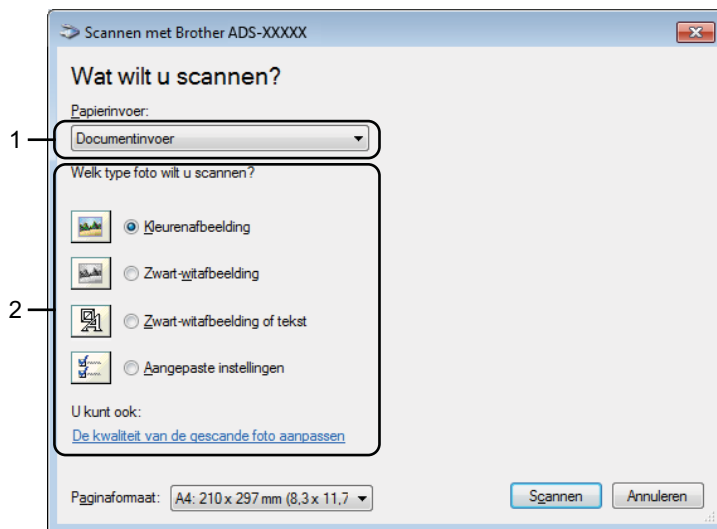 Scannen met Brother ADS-XXXXX
Wat wilt u scannen?
Papierinvoer:
1
Documentinvoer
Welk type foto wilt u scannen?
Kleurenafbeelding
Zwart-witafbeelding
2
Zwart-witafbeelding of tekst
Aangepaste instellingen
U kunt ook:
De kwaliteit van de gescande foto aanpassen
Paginaformaat: A4: 210 x 297 mm (8,3 x 11,7 Scannen Annuleren